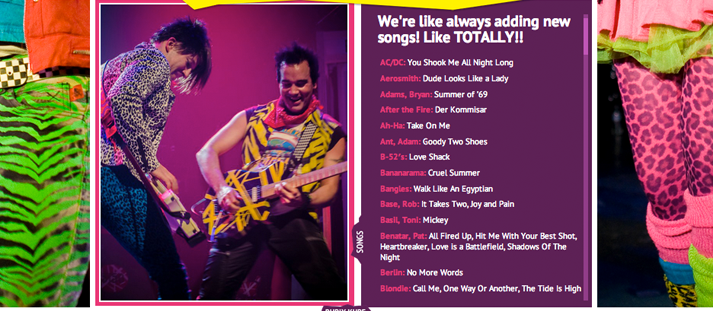 We're like always adding new
songs! Like TOTALLY!!
AC/DC: You Shook Me All Night Long
Aerosmith: Dude Looks Like a Lady
Adams, Bryan: Summer of '69
After the Fire: Der Kommisar
Ah-Ha: Take On Me
Ant, Adam: Goody Two Shoes
B-52's: Love Shack
Bananarama: Cruel Summer
Bangles: Walk Like An Egyptian
Base, Rob: It Takes Two, Joy and Pain
Basil, Toni: Mickey
Benatar, Pat: All Fired Up, Hit Me With Your Best Shot,
Heartbreaker, Love is a Battlefield, Shadows Of The
Night
Berlin: No More Words
Blondie: Call Me, One Way Or Another, The Tide Is High
SONGS